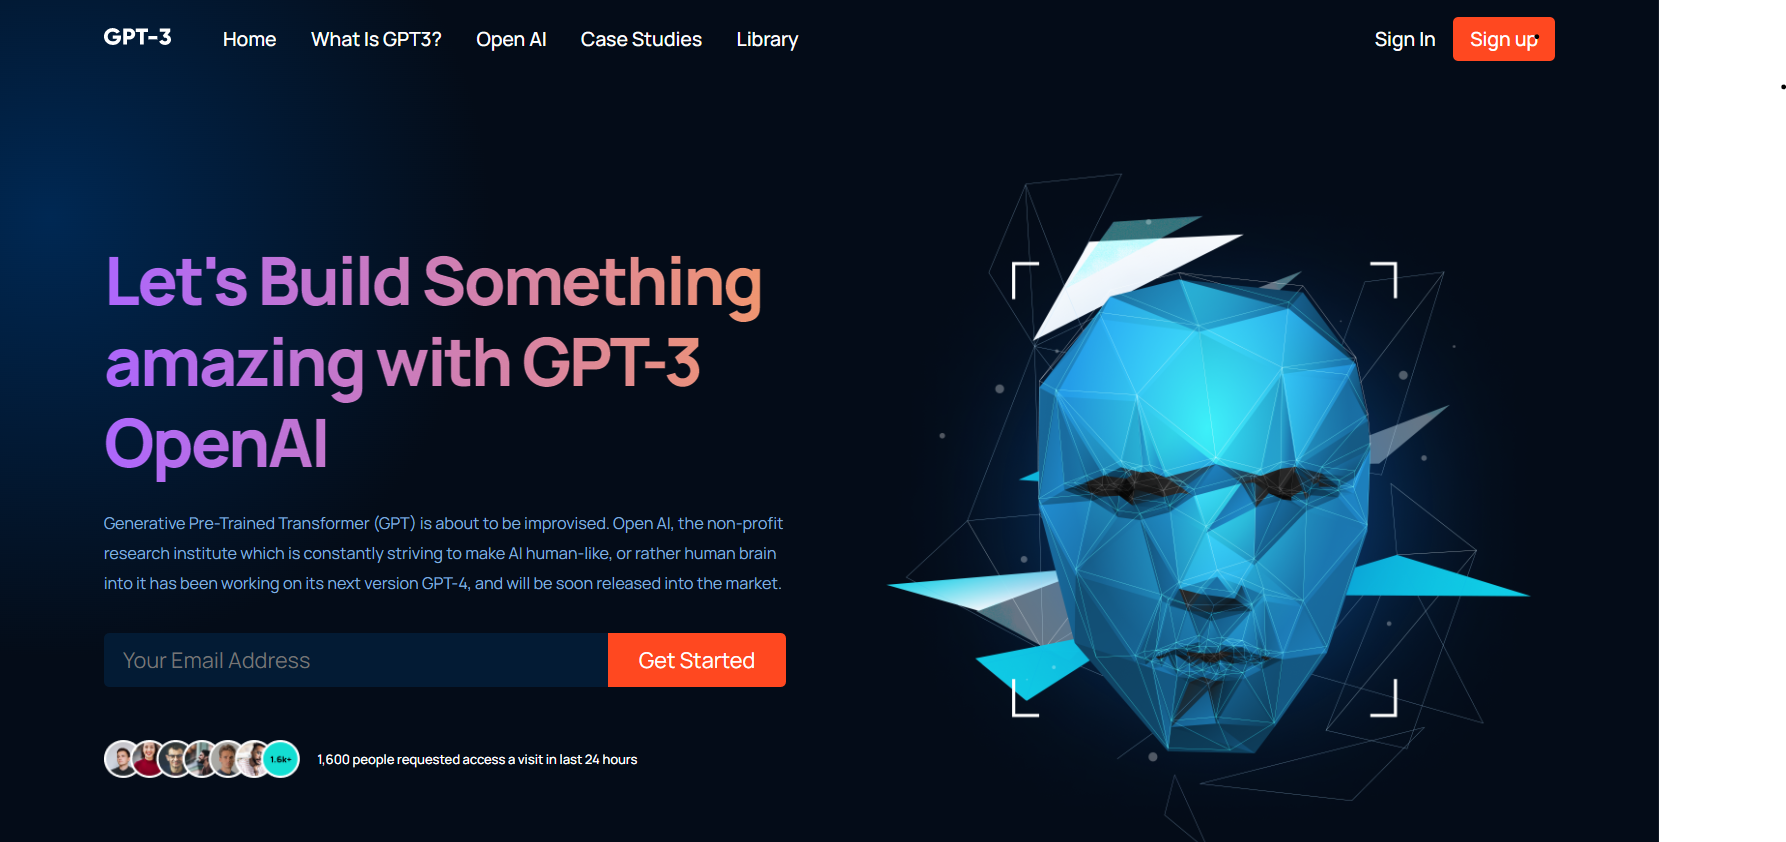 GPT-3
Home
What Is GPT3?
Open AI
Case Studies
Library
Sign In
Sign up
Let's Build Something
amazing with GPT-3
OpenAI
Generative Pre-Trained Transformer (GPT) is about to be improvised. Open AI, the non-profit
research institute which is constantly striving to make AI human-like, or rather human brain
into it has been working on its next version GPT-4, and will be soon released into the market.
Your Email Address
Get Started
1.6k+
1,600 people requested access a visit in last 24 hours